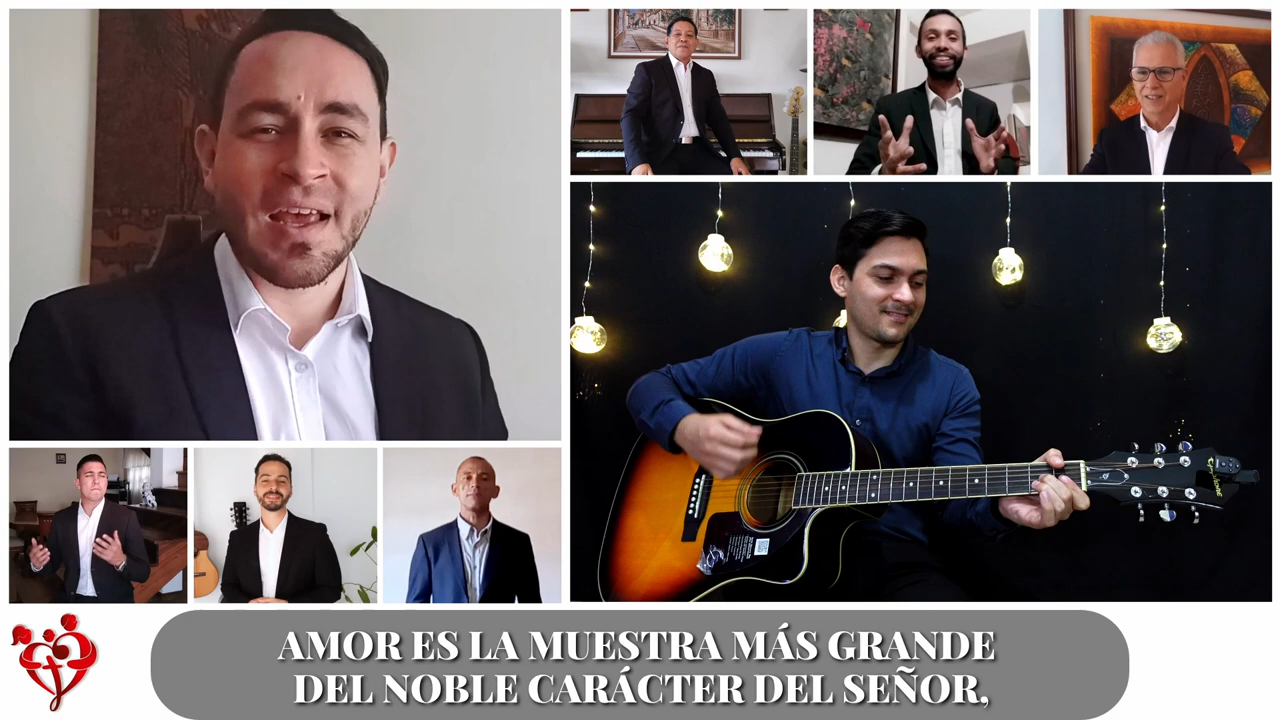 AMOR ES LA MUESTRA MÁS GRANDE
DEL NOBLE CARÁCTER DEL SEÑOR,